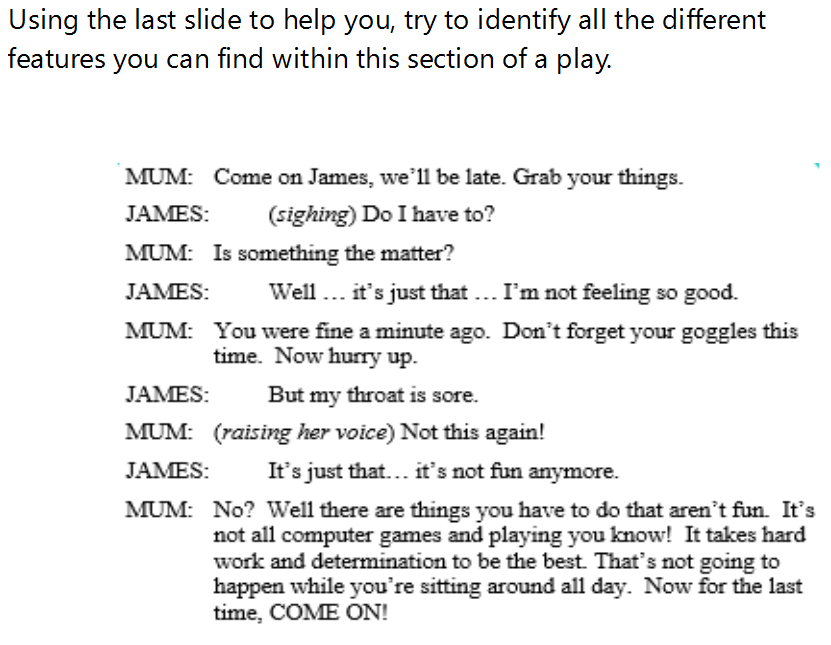 Using the last slide to help you, try to identify all the different
features you can find within this section of a play.
MUM: Come on James, we'll be late. Grab your things.
JAMES: (sighing) Do I have to?
MUM: Is something the matter?
JAMES: Well … it's just that … I'm not feeling so good.
MUM: You were fine a minute ago. Don't forget your goggles this
time. Now hurry up.
JAMES: But my throat is sore.
MUM: (raising her voice) Not this again!
JAMES: It's just that… it's not fun anymore.
MUM: No? Well there are things you have to do that aren't fun. It's
not all computer games and playing you know! It takes hard
work and determination to be the best. That's not going to
happen while you're sitting around all day. Now for the last
time, COME ON!